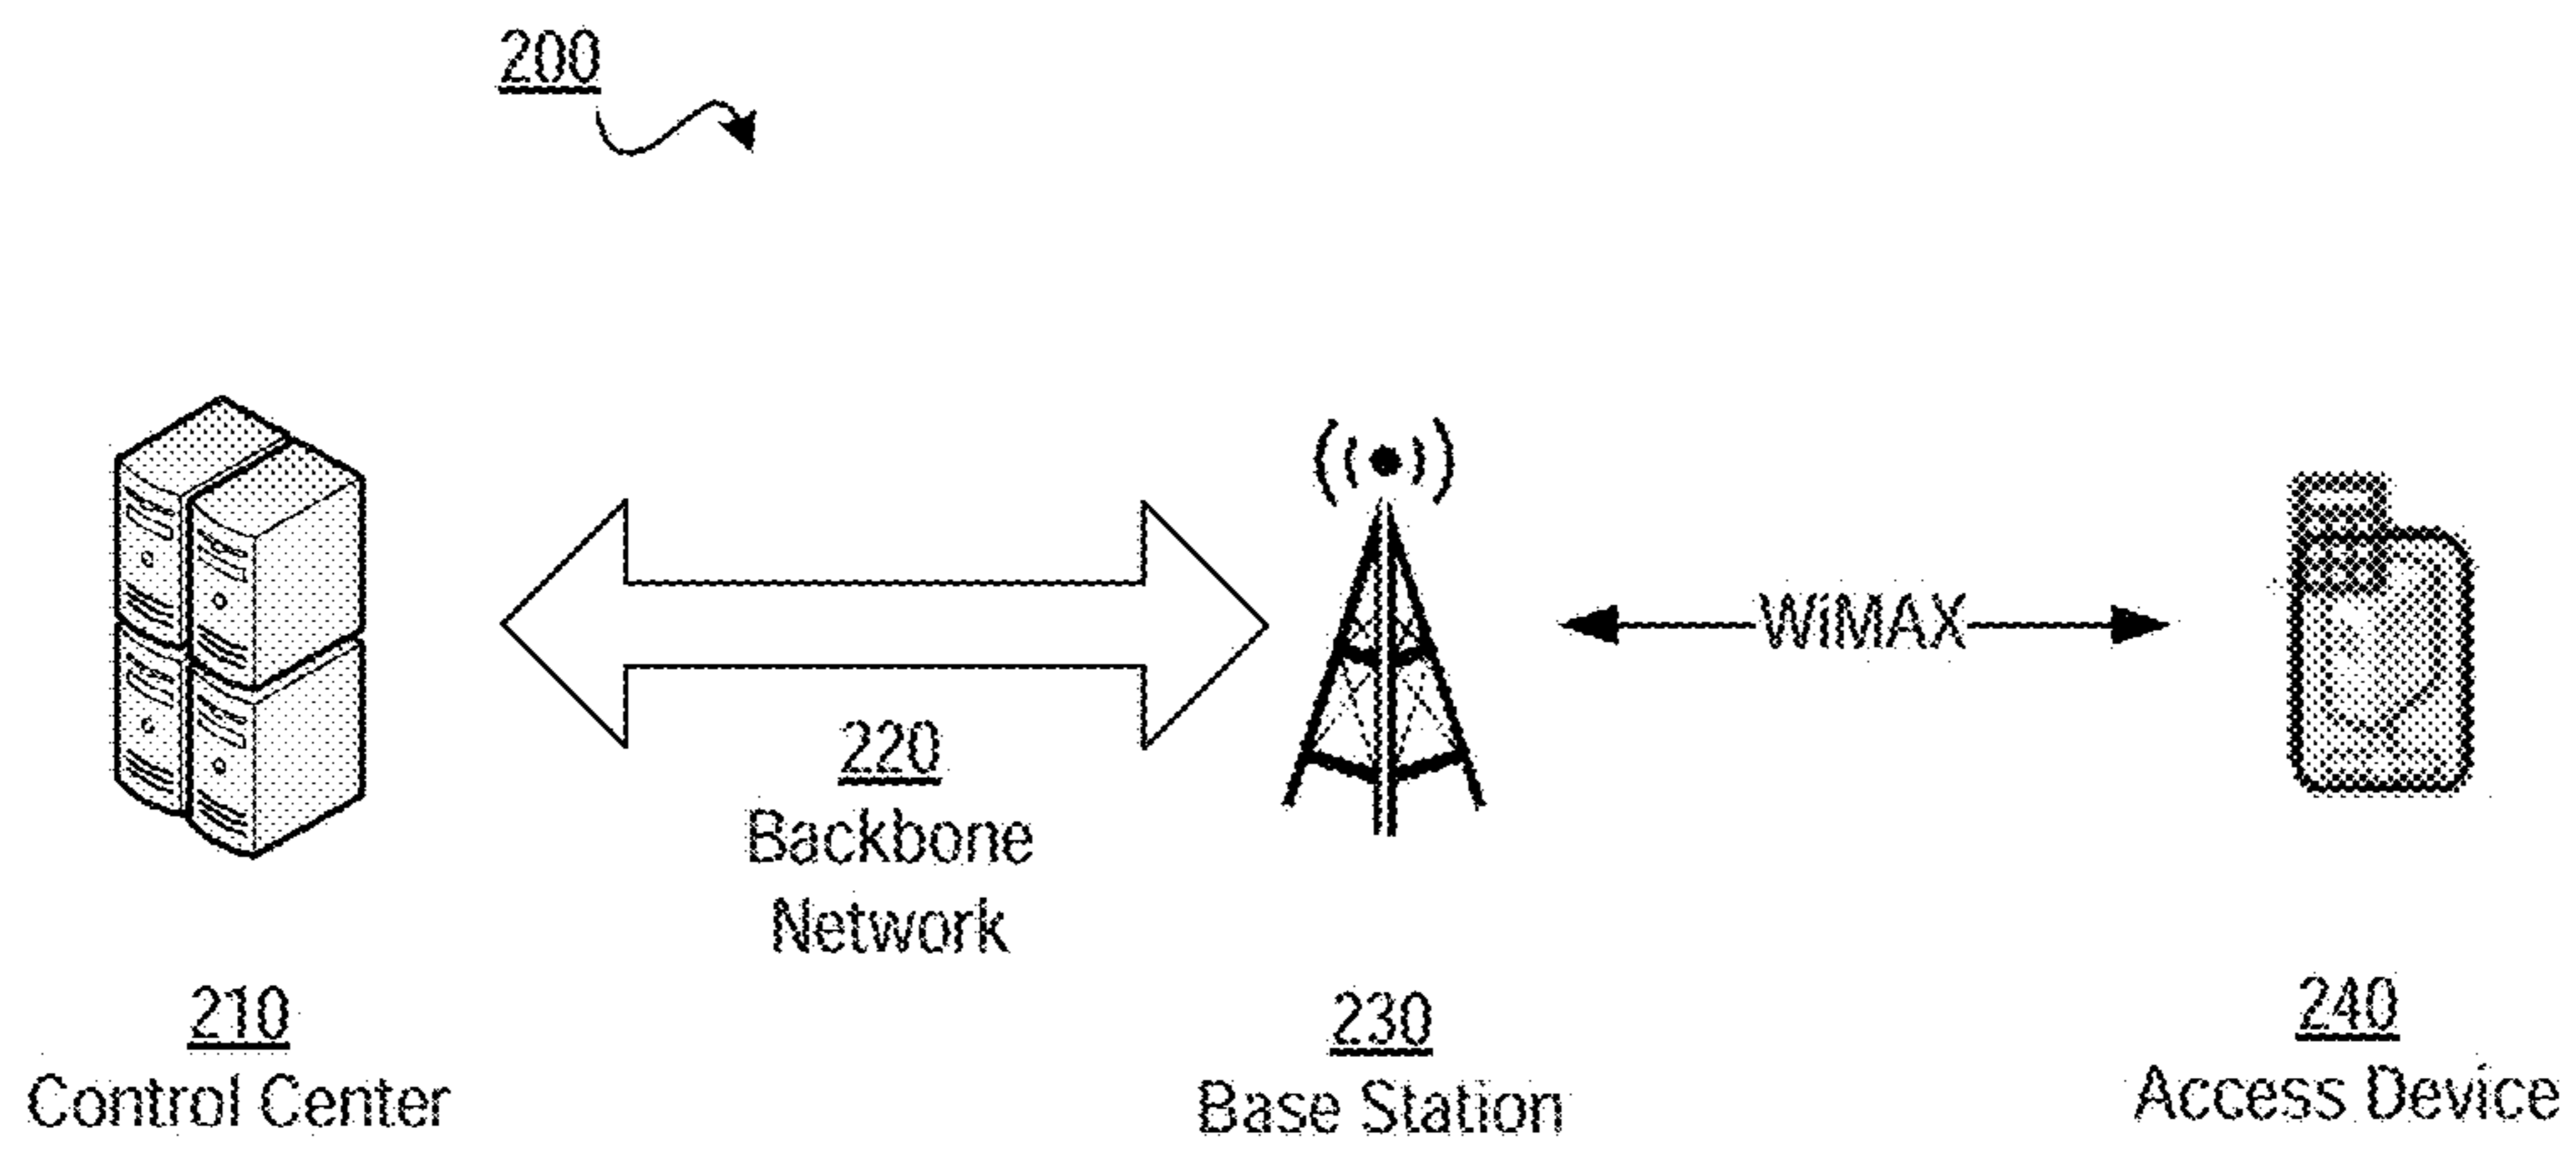 200
WiMAX
220
Backbone
Network
210
Control Center
230
Base Station
240
Access Device